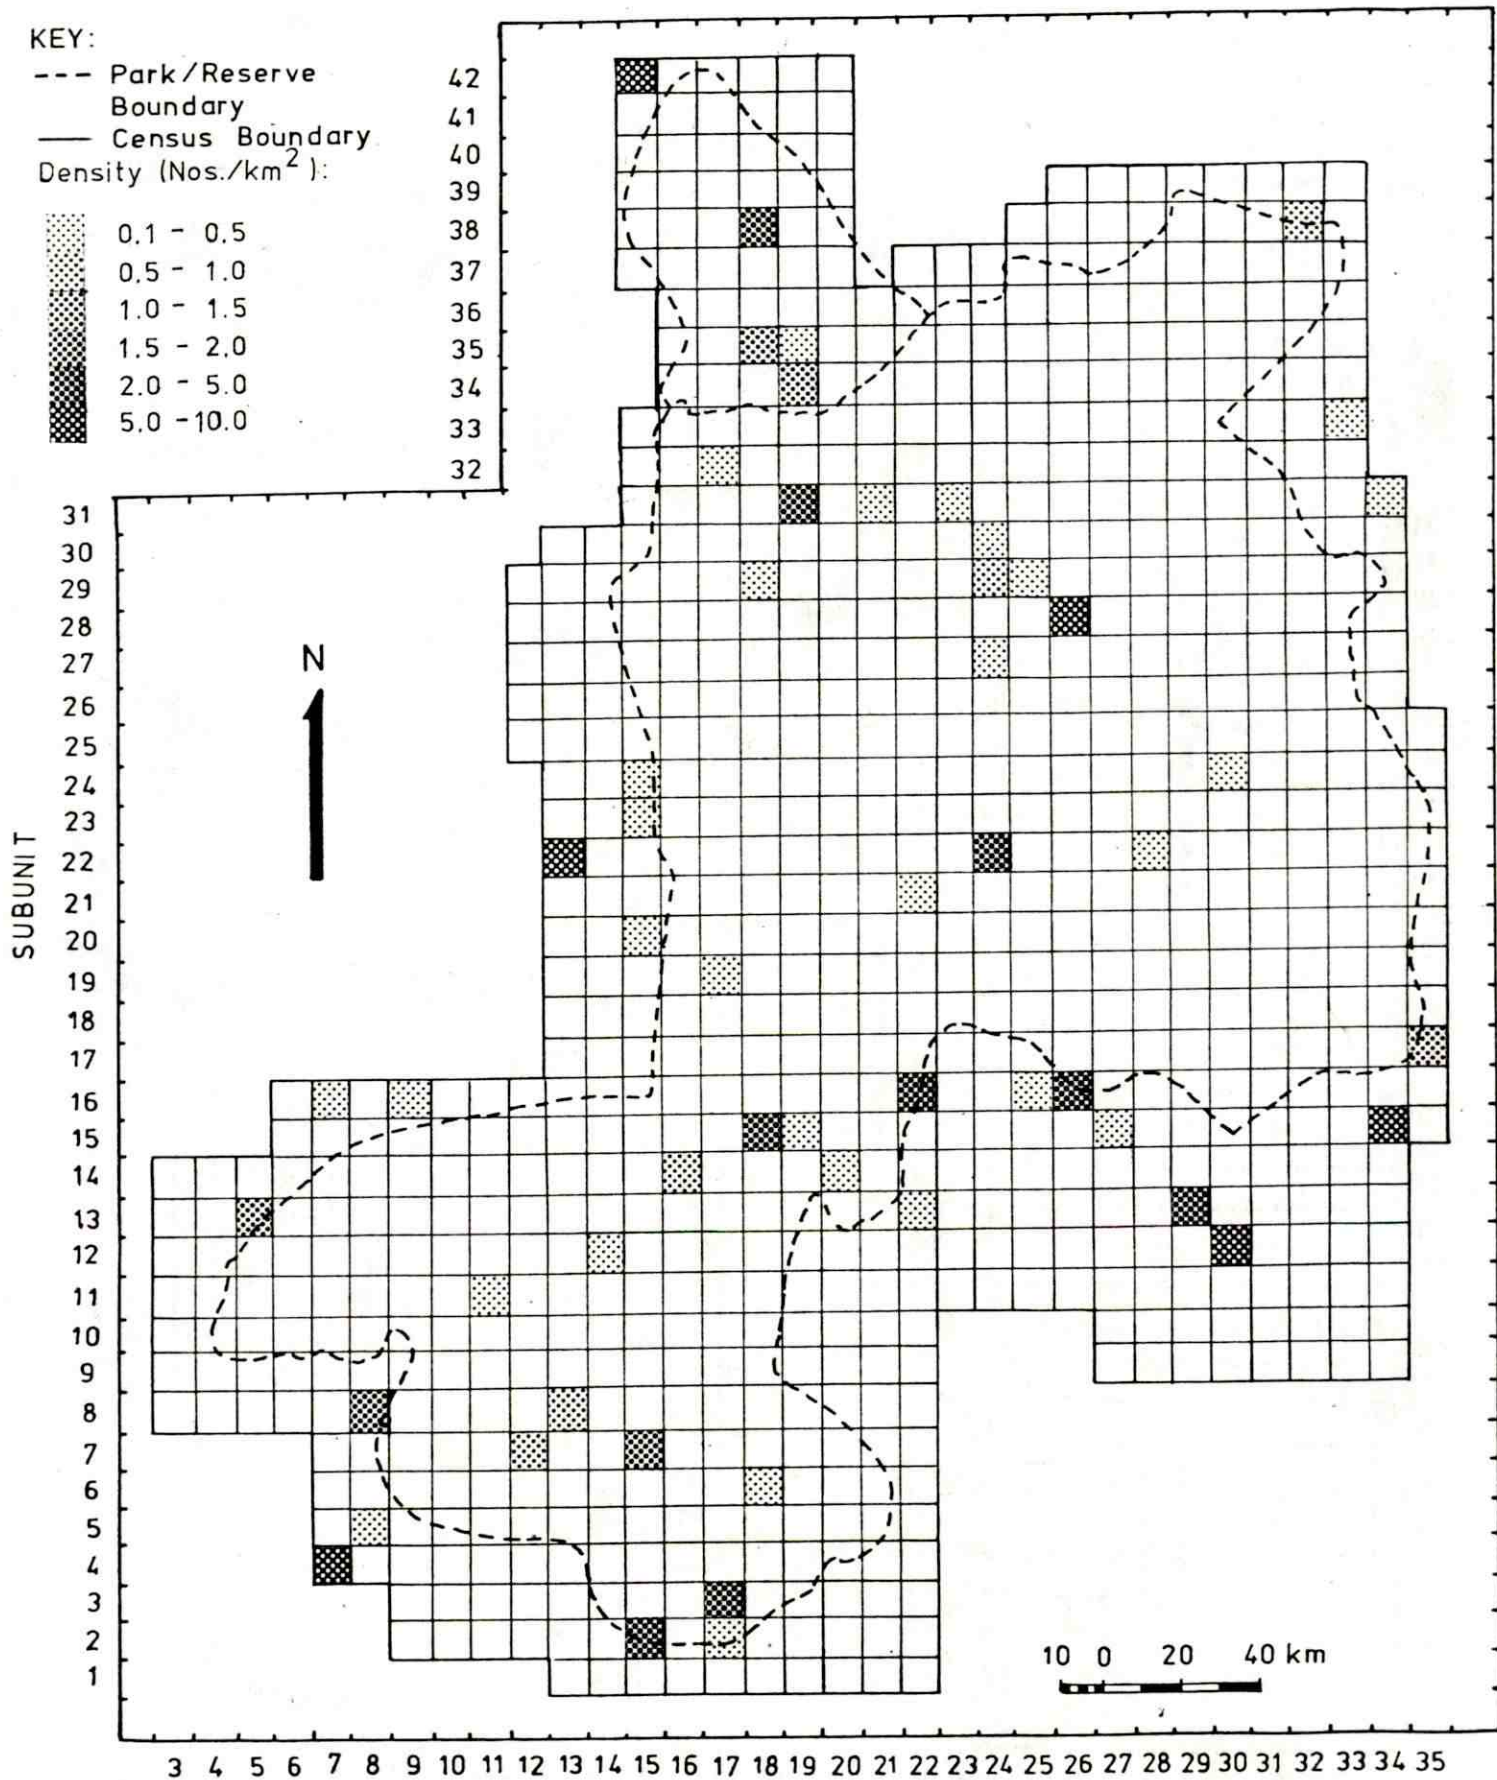 KEY:
--- Park/Reserve
Boundary
— Census Boundary
Density (Nos./km²):
0.1 - 0.5
0.5 - 1.0
1.0 - 1.5
1.5 - 2.0
2.0 - 5.0
5.0 - 10.0
42
41
40
39
38
37
36
35
34
33
32
31
30
29
28
27
26
25
24
23
22
21
20
19
18
17
16
15
14
13
12
11
10
9
8
7
6
5
4
3
2
1
SUBUNIT
N
10 0 20 40 km
3 4 5 6 7 8 9 10 11 12 13 14 15 16 17 18 19 20 21 22 23 24 25 26 27 28 29 30 31 32 33 34 35